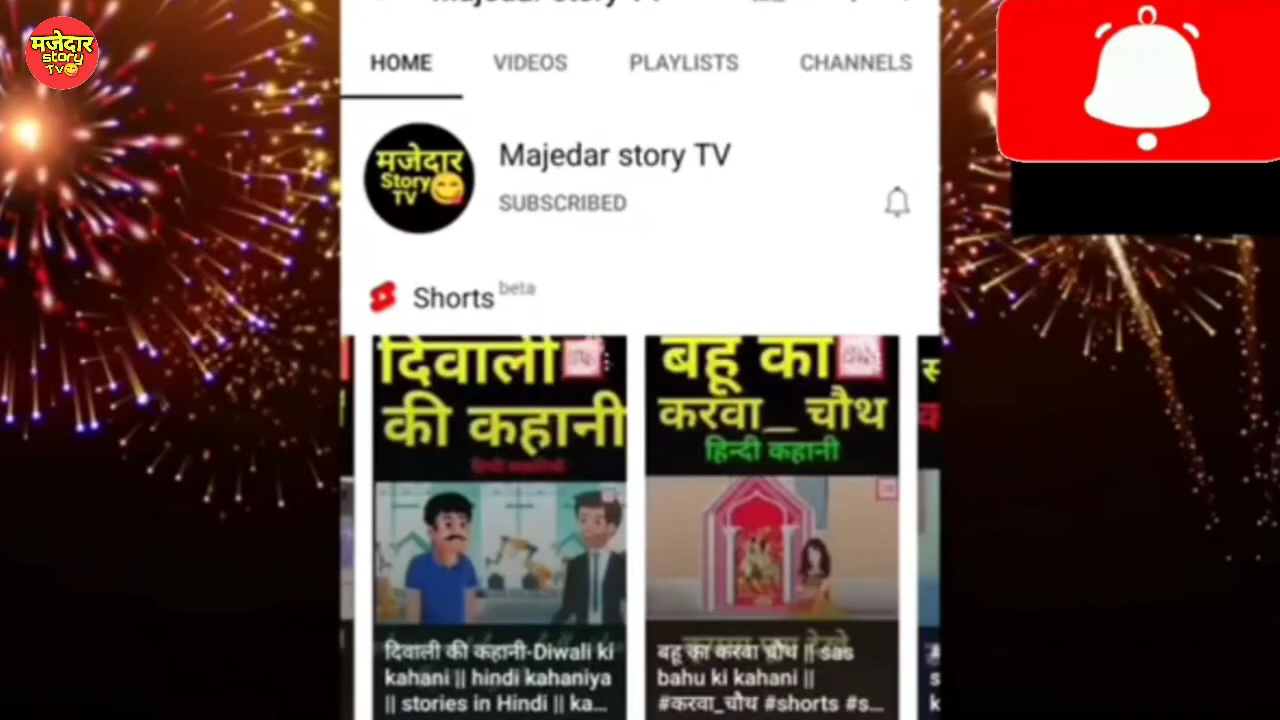 मजेदार
story
TV
HOME VIDEOS PLAYLISTS CHANNELS
मजेदार
Story
TV
Majedar story TV
SUBSCRIBED
Shorts beta
दिवाली
की कहानी
बहू का
करवा_चौथ
हिन्दी कहानी
दिवाली की कहानी-Diwali ki
kahani || hindi kahaniya
|| stories in Hindi || ka...
बहू का करवा चौथ || sas
bahu ki kahani ||
#करवा_चौथ #shorts #s...